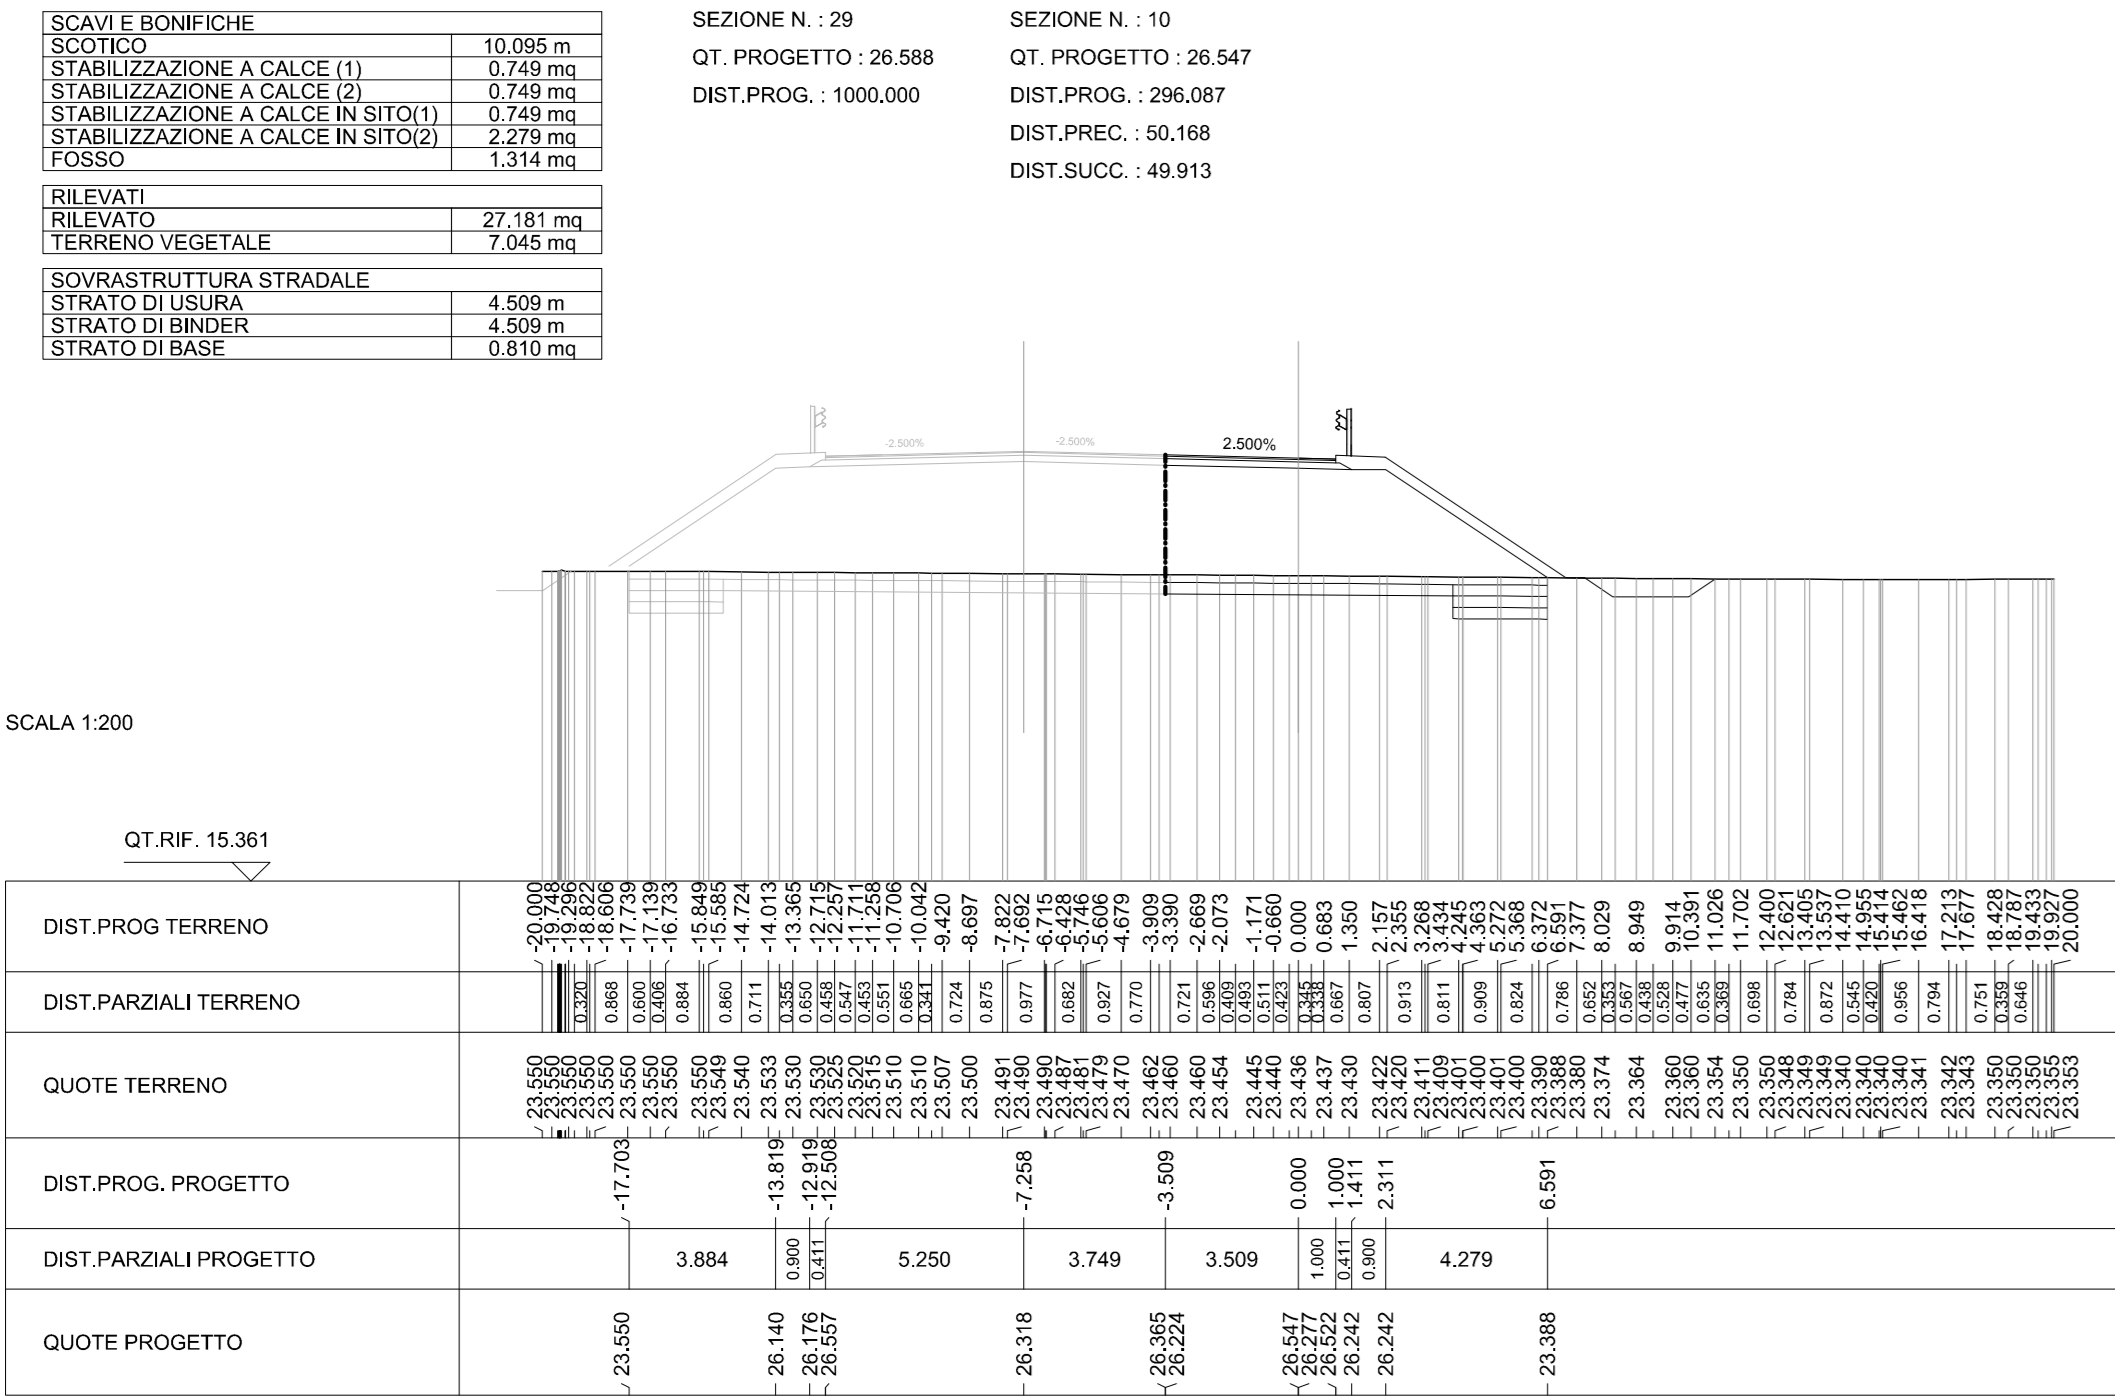 SCAVI E BONIFICHE
SCOTICO 10.095 m
STABILIZZAZIONE A CALCE (1) 0.749 mq
STABILIZZAZIONE A CALCE (2) 0.749 mq
STABILIZZAZIONE A CALCE IN SITO(1) 0.749 mq
STABILIZZAZIONE A CALCE IN SITO(2) 2.279 mq
FOSSO 1.314 mq
RILEVATI
RILEVATO 27.181 mq
TERRENO VEGETALE 7.045 mq
SOVRASTRUTTURA STRADALE
STRATO DI USURA 4.509 m
STRATO DI BINDER 4.509 m
STRATO DI BASE 0.810 mq
SEZIONE N. : 29
QT. PROGETTO : 26.588
DIST.PROG. : 1000.000
SEZIONE N. : 10
QT. PROGETTO : 26.547
DIST.PROG. : 296.087
DIST.PREC. : 50.168
DIST.SUCC. : 49.913
-2.500% -2.500% 2.500%
SCALA 1:200
QT.RIF. 15.361
DIST.PROG TERRENO -20.000 -19.748 -19.296 -18.822 -18.606 -17.739 -17.139 -16.733 -15.849 -15.585 -14.724 -14.013 -13.365 -12.715 -12.257 -11.711 -11.258 -10.706 -10.042 -9.420 -8.697 -7.822 -7.692 -6.715 -6.428 -5.746 -5.606 -4.679 -3.909 -3.390 -2.669 -2.073 -1.171 -0.660 0.000 0.683 1.350 2.157 2.355 3.268 3.434 4.245 4.363 5.272 5.368 6.372 6.591 7.377 8.029 8.949 9.914 10.391 11.026 11.702 12.400 12.621 13.405 13.537 14.410 14.955 15.414 15.462 16.418 17.213 17.677 18.428 18.787 19.433 19.927 20.000
DIST.PARZIALI TERRENO 0.320 0.868 0.600 0.406 0.884 0.860 0.711 0.355 0.650 0.458 0.547 0.453 0.551 0.665 0.341 0.724 0.875 0.977 0.682 0.927 0.770 0.721 0.596 0.409 0.493 0.511 0.423 0.345 0.338 0.667 0.807 0.913 0.811 0.909 0.824 0.786 0.652 0.353 0.567 0.438 0.528 0.477 0.635 0.369 0.698 0.784 0.872 0.545 0.420 0.956 0.794 0.751 0.359 0.646
QUOTE TERRENO 23.550 23.550 23.550 23.550 23.550 23.550 23.550 23.550 23.550 23.549 23.540 23.533 23.530 23.530 23.525 23.520 23.515 23.510 23.510 23.507 23.500 23.491 23.490 23.490 23.487 23.481 23.479 23.470 23.462 23.460 23.460 23.454 23.445 23.440 23.436 23.437 23.430 23.422 23.420 23.411 23.409 23.401 23.400 23.401 23.400 23.390 23.388 23.380 23.374 23.364 23.360 23.360 23.354 23.350 23.350 23.348 23.349 23.349 23.340 23.340 23.340 23.340 23.341 23.342 23.343 23.350 23.350 23.350 23.355 23.353
DIST.PROG. PROGETTO -17.703 -13.819 -12.919 -12.508 -7.258 -3.509 0.000 1.000 1.411 2.311 6.591
DIST.PARZIALI PROGETTO 3.884 0.900 0.411 5.250 3.749 3.509 1.000 0.411 0.900 4.279
QUOTE PROGETTO 23.550 26.140 26.176 26.557 26.318 26.365 26.224 26.547 26.277 26.522 26.242 26.242 23.388